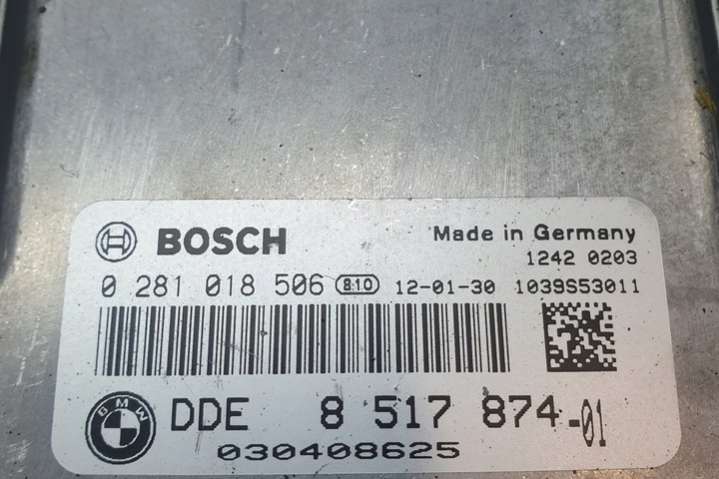 BOSCH Made in Germany
1242 0203
0 281 018 506 810 12-01-30 1039S53011
BMW DDE 8 517 874-01
030408625